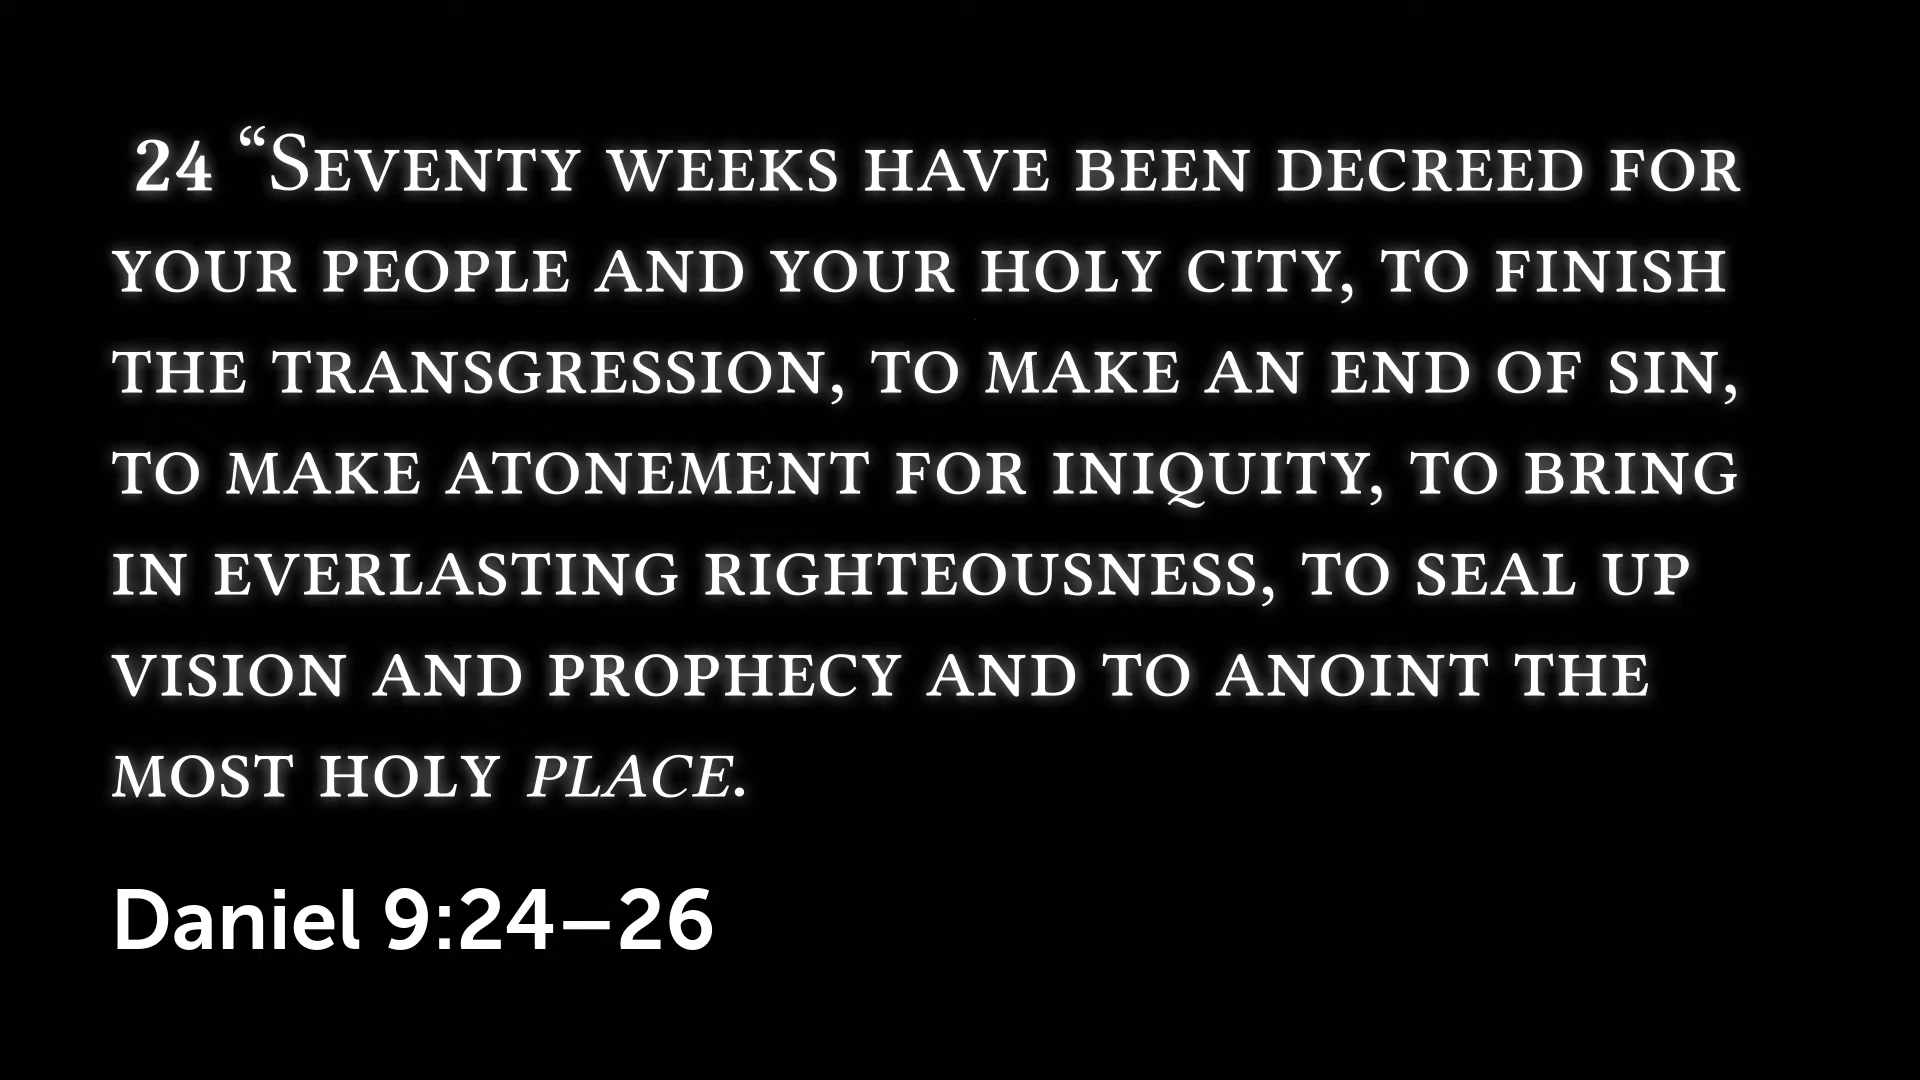 24 “Seventy weeks have been decreed for
your people and your holy city, to finish
the transgression, to make an end of sin,
to make atonement for iniquity, to bring
in everlasting righteousness, to seal up
vision and prophecy and to anoint the
most holy place.
Daniel 9:24–26